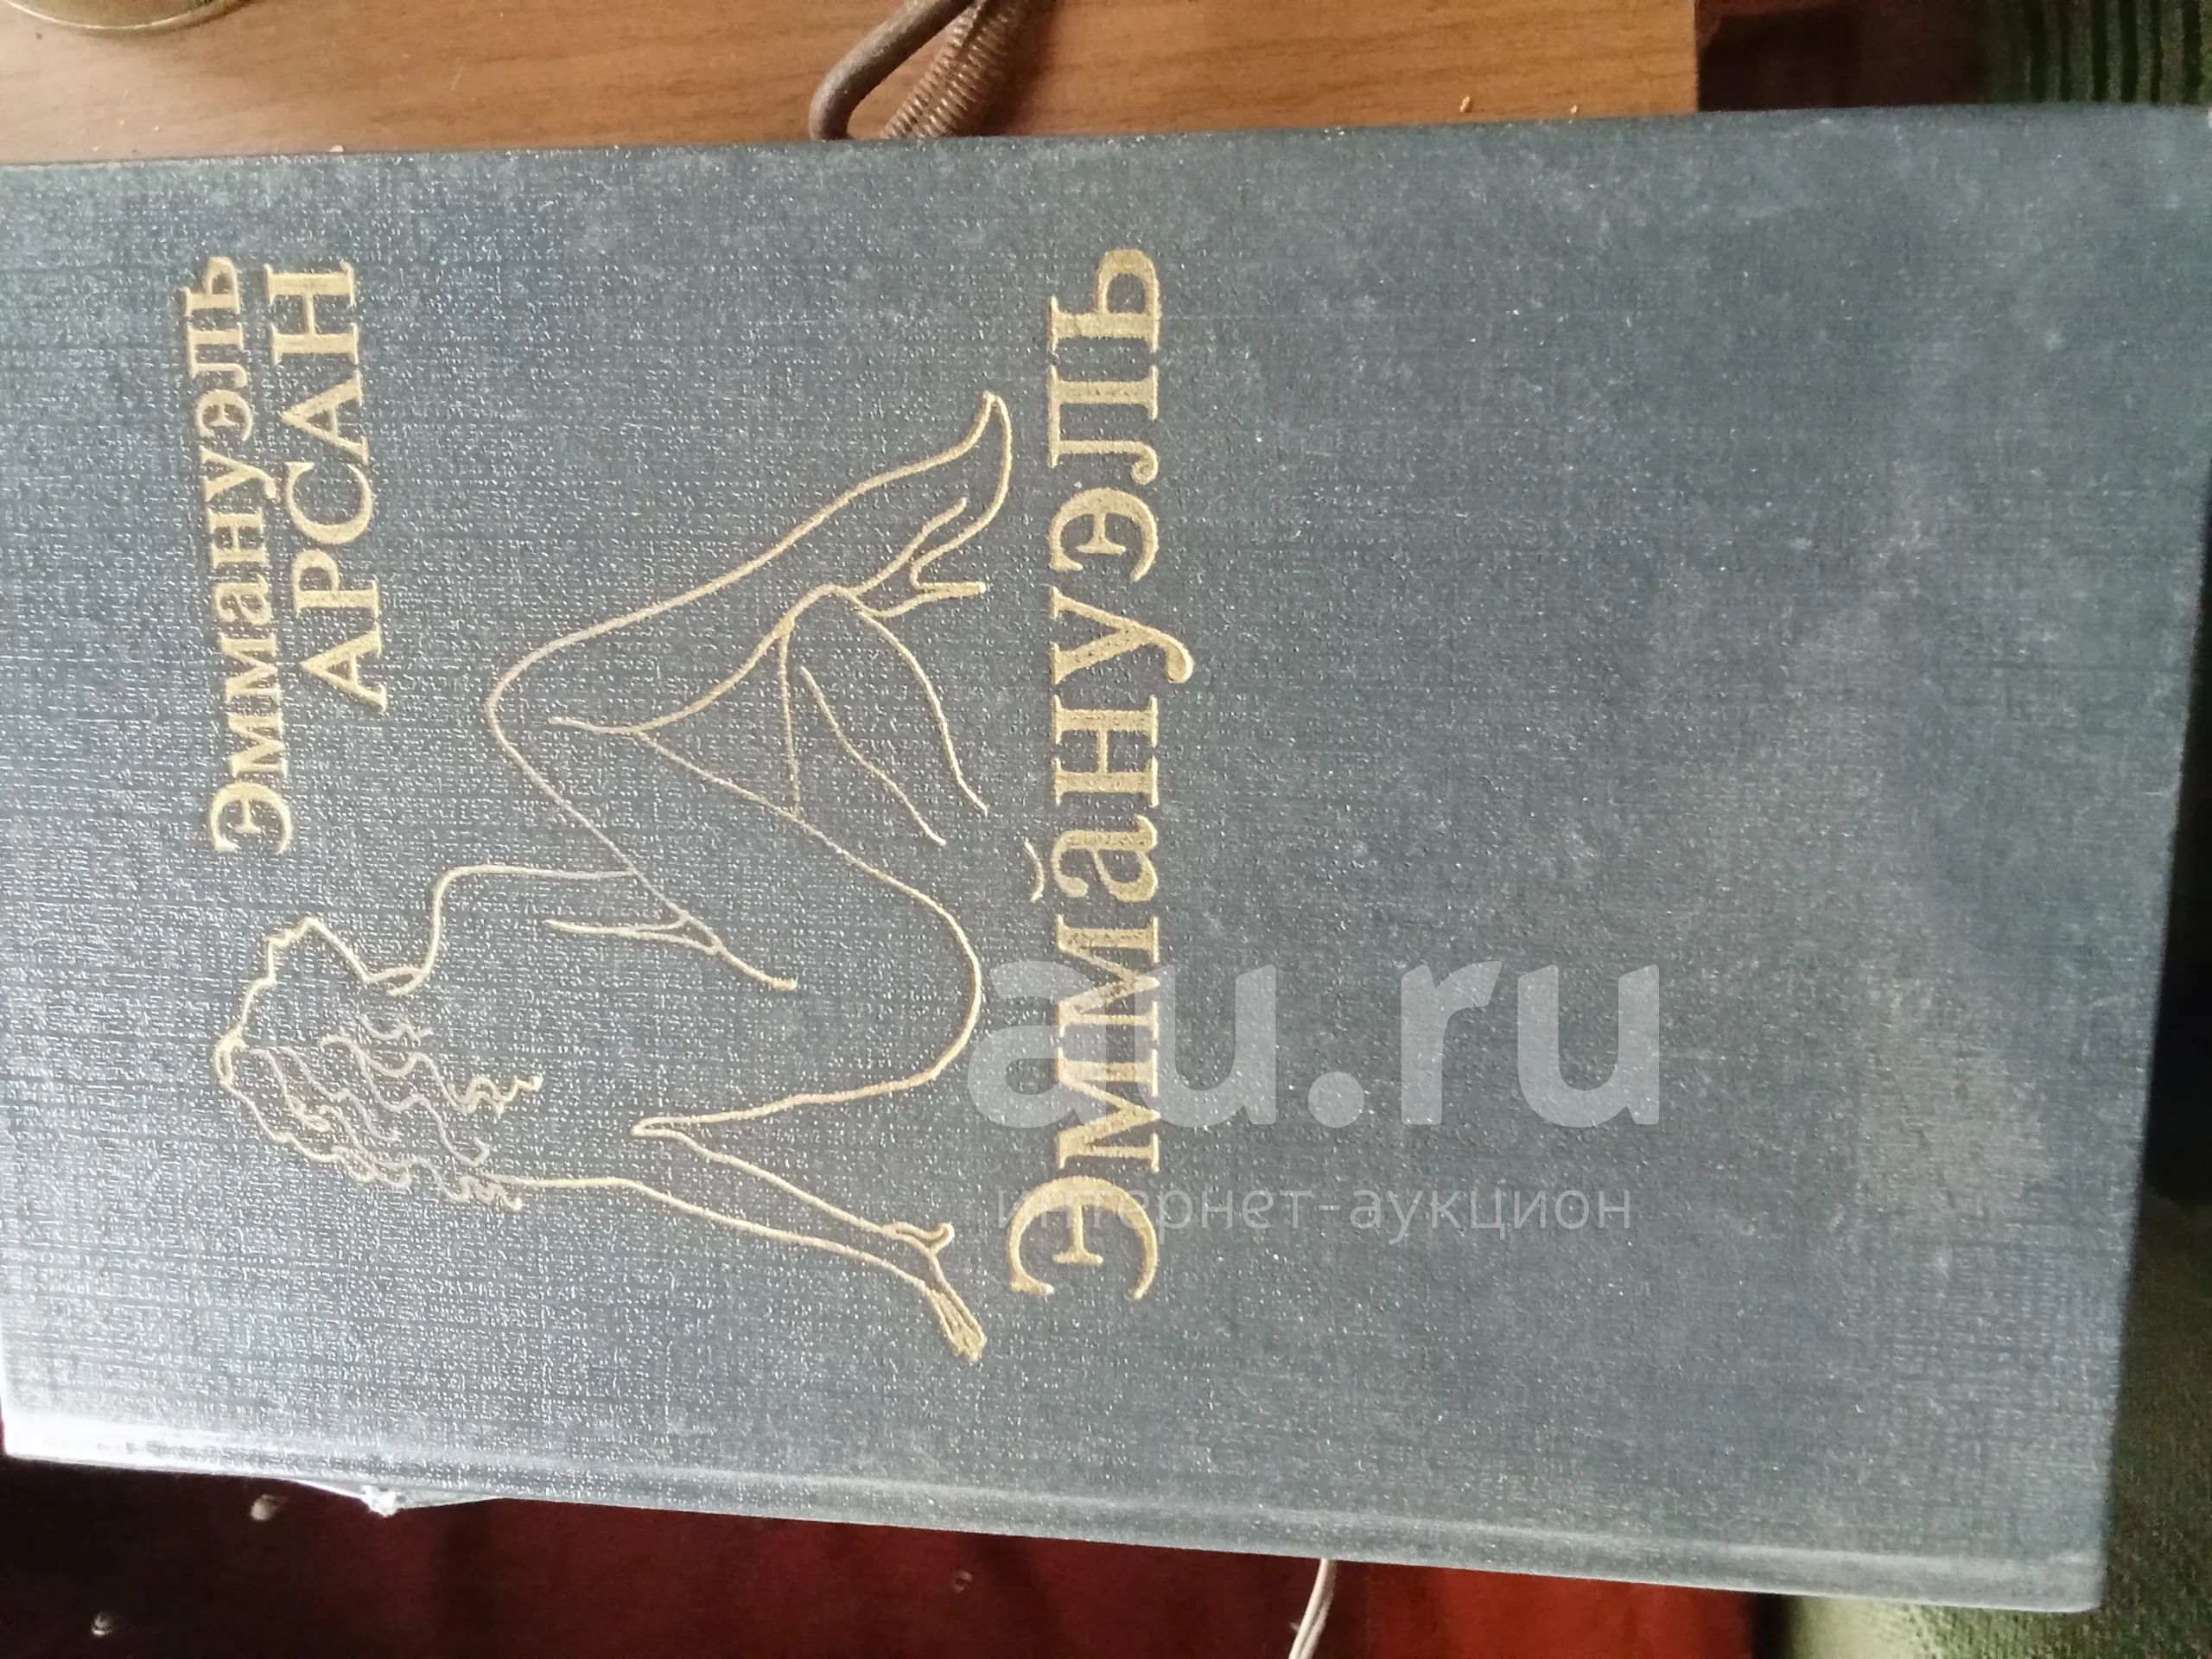 Эммануэль
АРСАН
Эммануэль
au.ru
интернет-аукцион